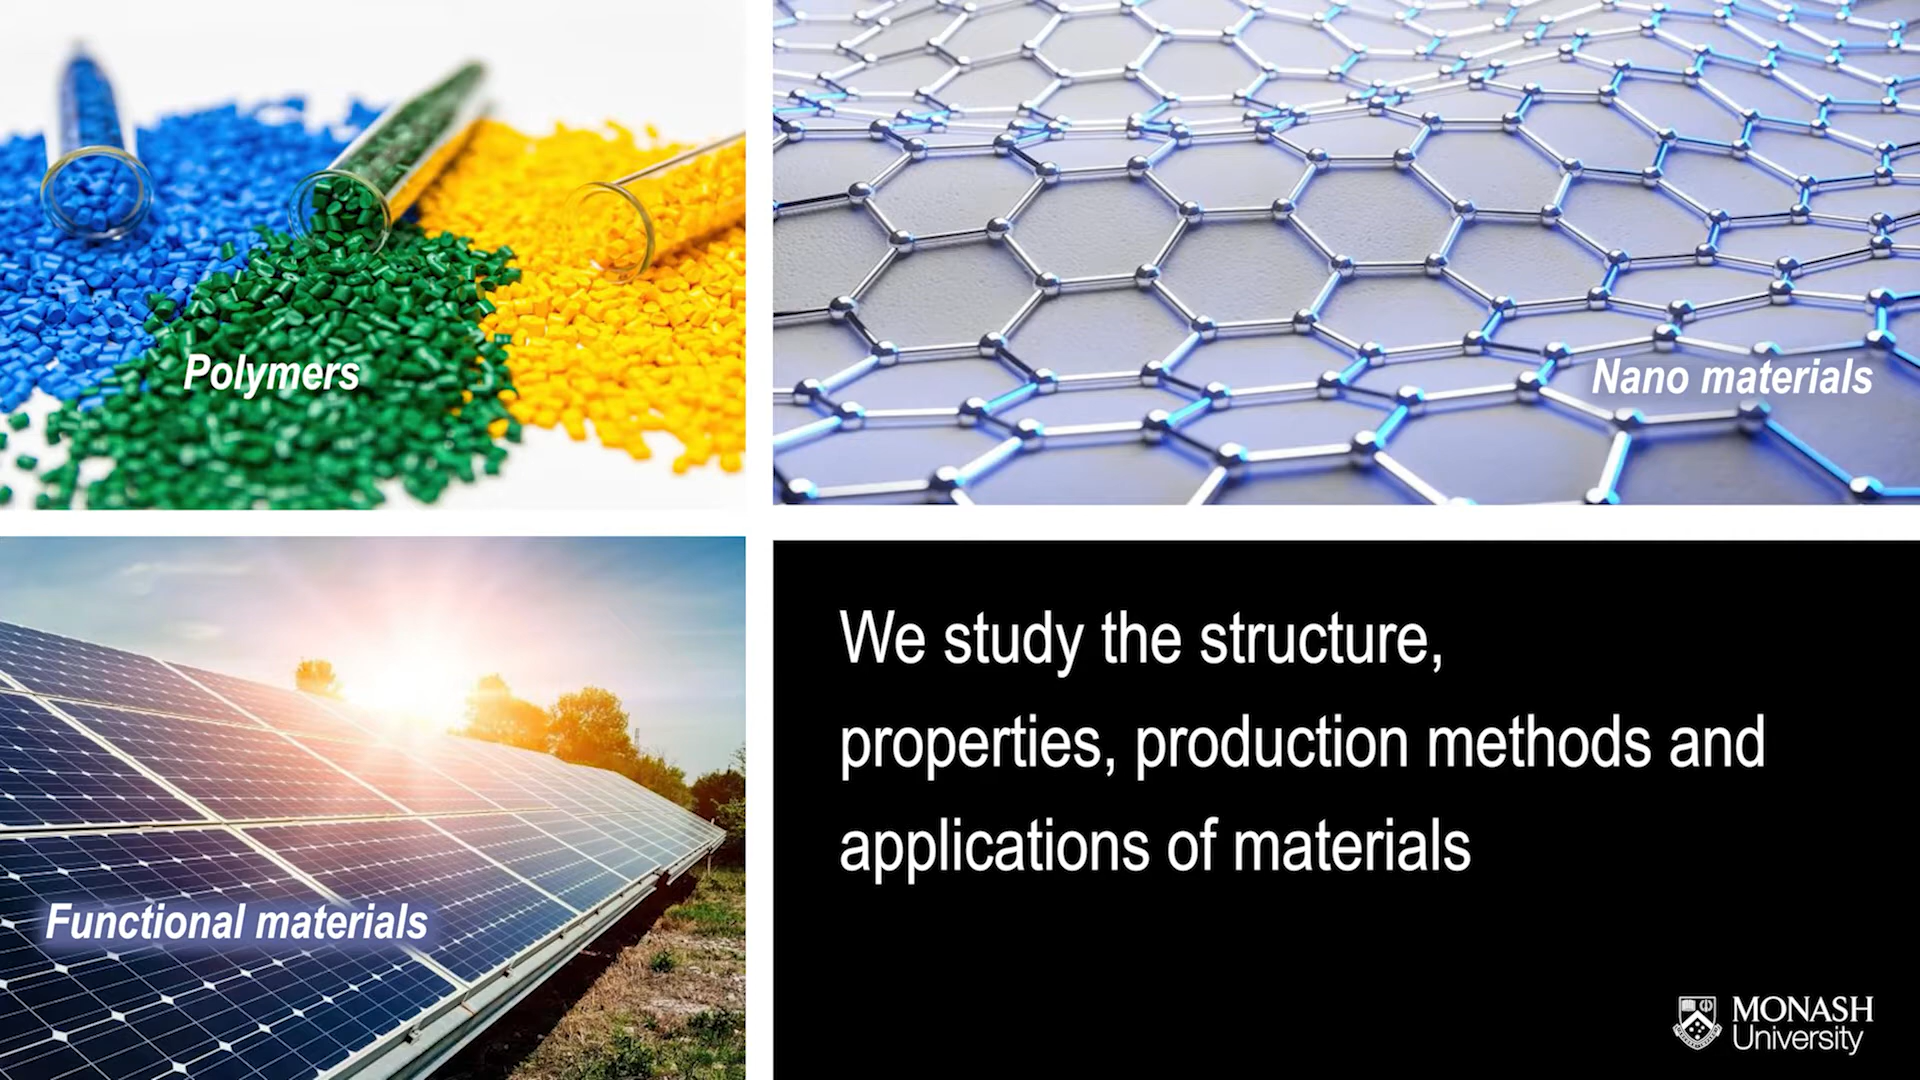 Polymers
Nano materials
Functional materials
We study the structure,
properties, production methods and
applications of materials
MONASH
University